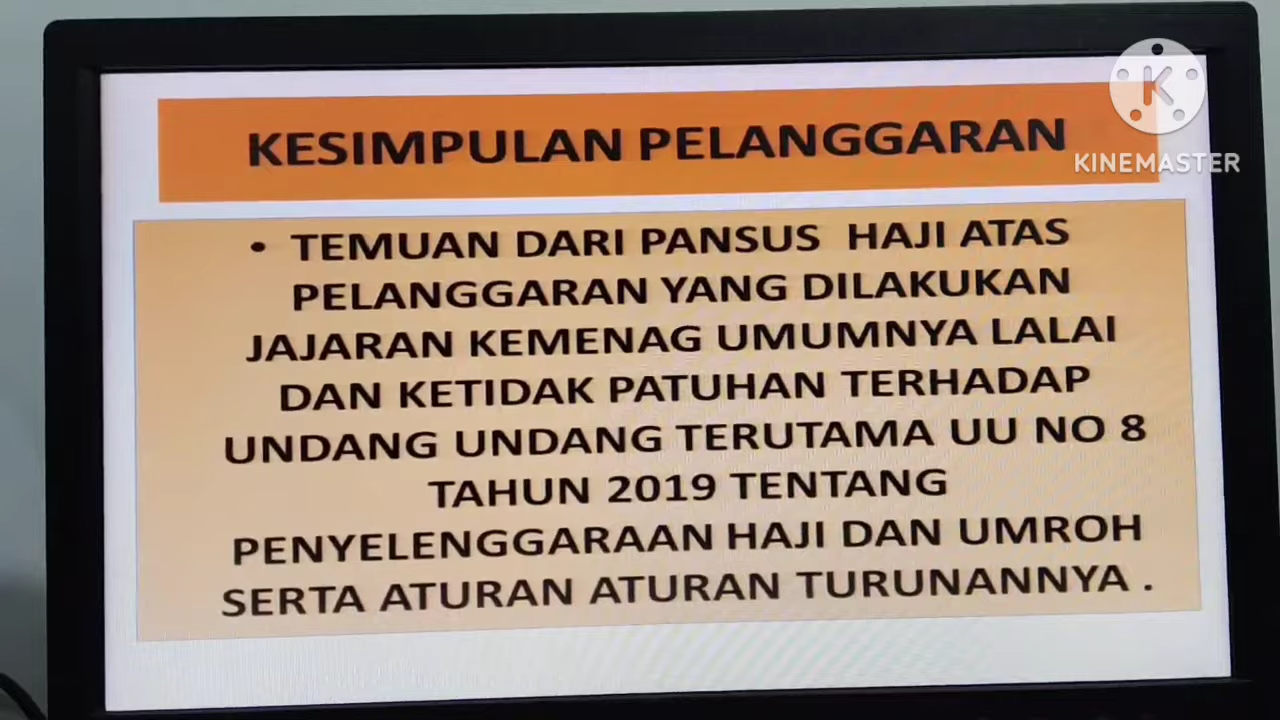 KESIMPULAN PELANGGARAN
KINEMASTER
• TEMUAN DARI PANSUS HAJI ATAS
PELANGGARAN YANG DILAKUKAN
JAJARAN KEMENAG UMUMNYA LALAI
DAN KETIDAK PATUHAN TERHADAP
UNDANG UNDANG TERUTAMA UU NO 8
TAHUN 2019 TENTANG
PENYELENGGARAAN HAJI DAN UMROH
SERTA ATURAN ATURAN TURUNANNYA .